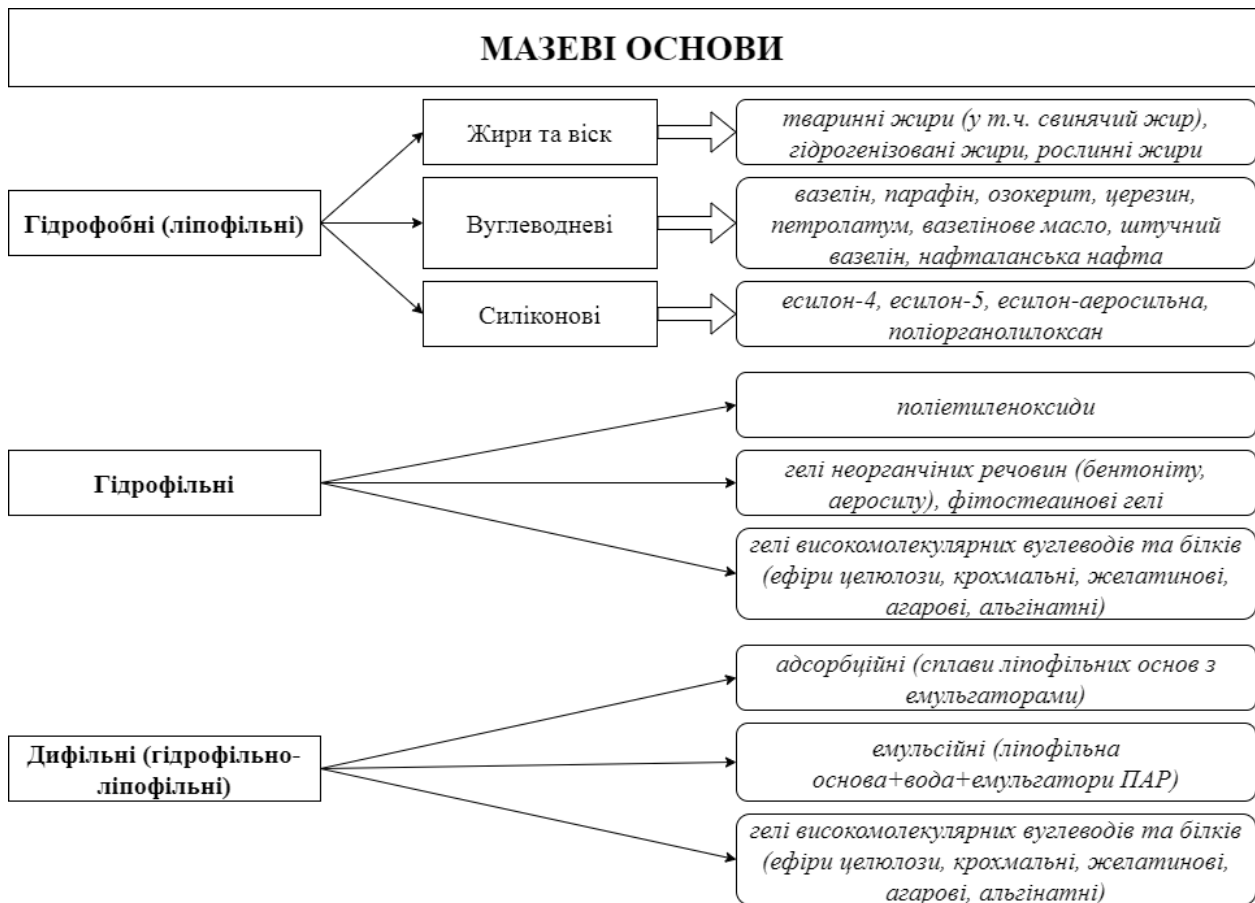 МАЗЕВІ ОСНОВИ
Гідрофобні (ліпофільні)
Жири та віск
тваринні жири (у т.ч. свинячий жир),
гідрогенізовані жири, рослинні жири
Вуглеводневі
вазелін, парафін, озокерит, церезин,
петролатум, вазелінове масло, штучний
вазелін, нафталанська нафта
Силіконові
есилон-4, есилон-5, есилон-аеросильна,
поліорганолилоксан
Гідрофільні
поліетиленоксиди
гелі неорганчіних речовин (бентоніту,
аеросилу), фітостеаинові гелі
гелі високомолекулярних вуглеводів та білків
(ефіри целюлози, крохмальні, желатинові,
агарові, альгінатні)
Дифільні (гідрофільно-
ліпофільні)
адсорбційні (сплави ліпофільних основ з
емульгаторами)
емульсійні (ліпофільна
основа+вода+емульгатори ПАР)
гелі високомолекулярних вуглеводів та білків
(ефіри целюлози, крохмальні, желатинові,
агарові, альгінатні)